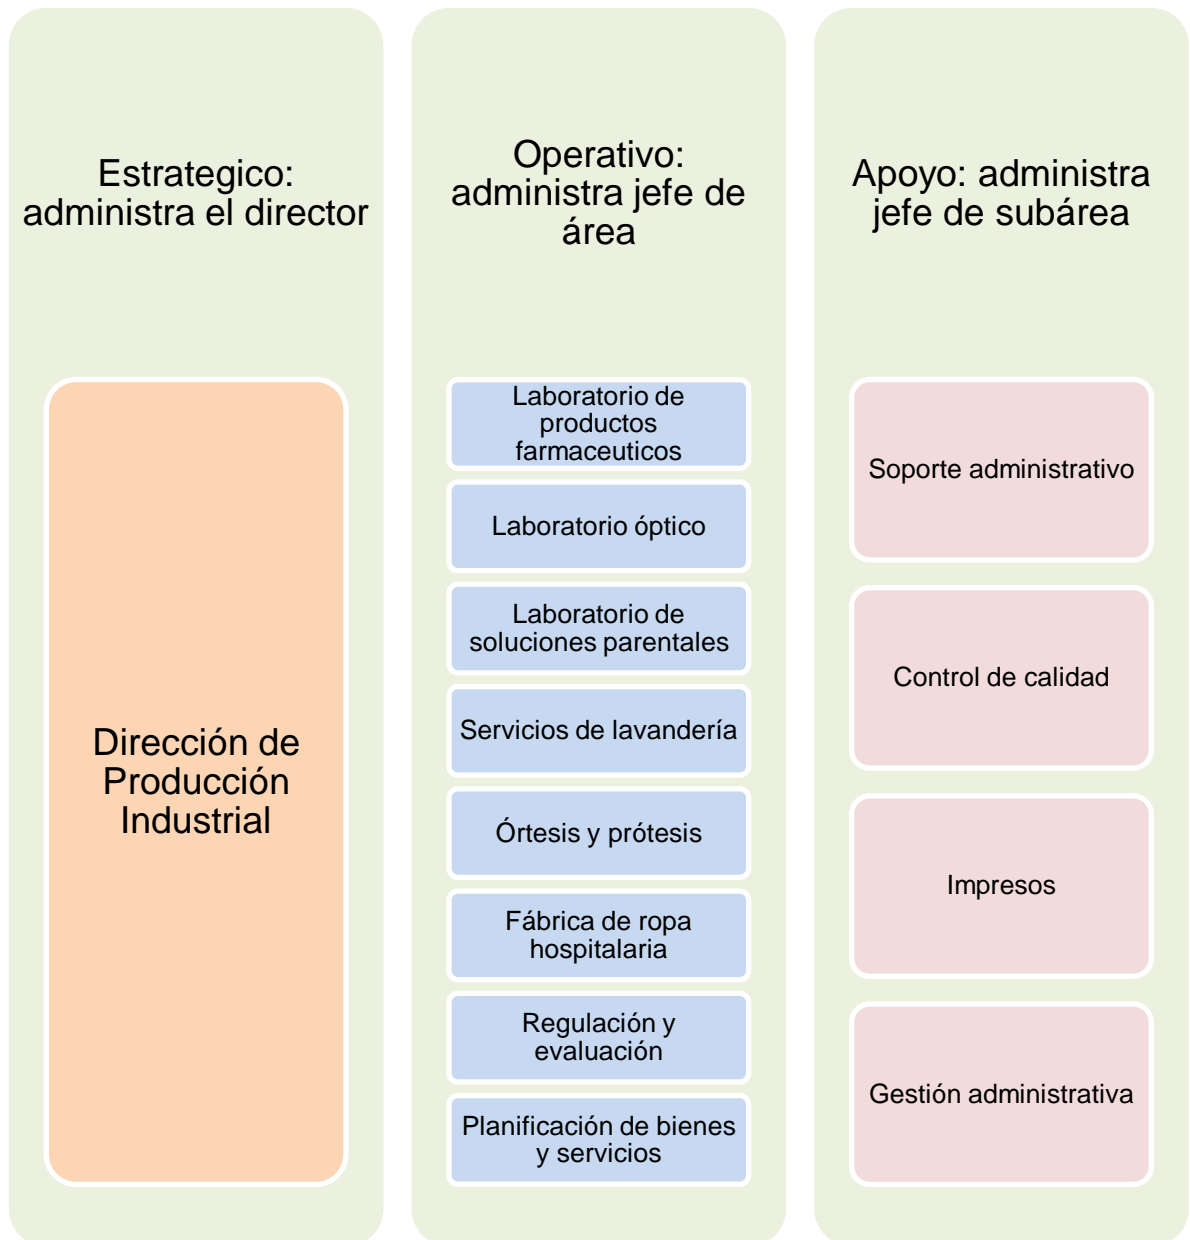 Estrategico:
administra el director
Dirección de
Producción
Industrial
Operativo:
administra jefe de
área
Laboratorio de
productos
farmaceuticos
Laboratorio óptico
Laboratorio de
soluciones parentales
Servicios de lavandería
Órtesis y prótesis
Fábrica de ropa
hospitalaria
Regulación y
evaluación
Planificación de bienes
y servicios
Apoyo: administra
jefe de subárea
Soporte administrativo
Control de calidad
Impresos
Gestión administrativa